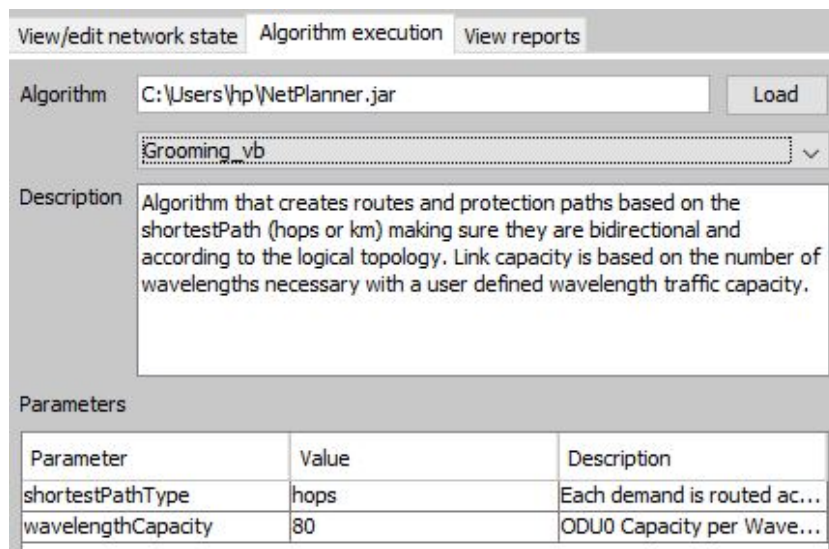 View/edit network state Algorithm execution View reports
Algorithm C:\Users\hp\NetPlanner.jar Load
Grooming_vb
Description Algorithm that creates routes and protection paths based on the
shortestPath (hops or km) making sure they are bidirectional and
according to the logical topology. Link capacity is based on the number of
wavelengths necessary with a user defined wavelength traffic capacity.
Parameters
Parameter Value Description
shortestPathType hops Each demand is routed ac...
wavelengthCapacity 80 ODU0 Capacity per Wave...